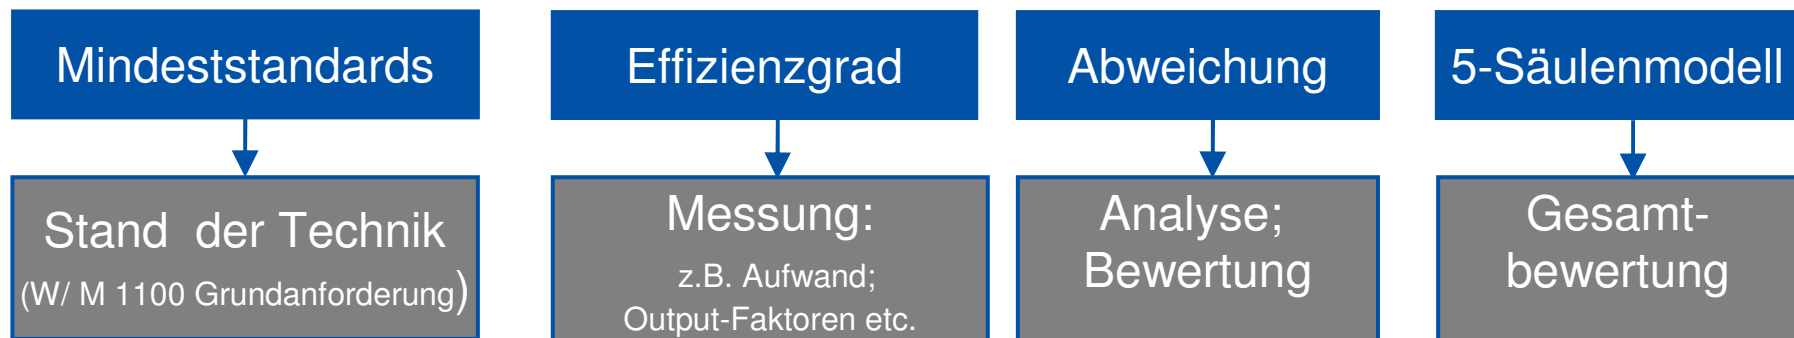 Mindeststandards
Stand der Technik
(W/ M 1100 Grundanforderung)
Effizienzgrad
Messung:
z.B. Aufwand;
Output-Faktoren etc.
Abweichung
Analyse;
Bewertung
5-Säulenmodell
Gesamt-
bewertung